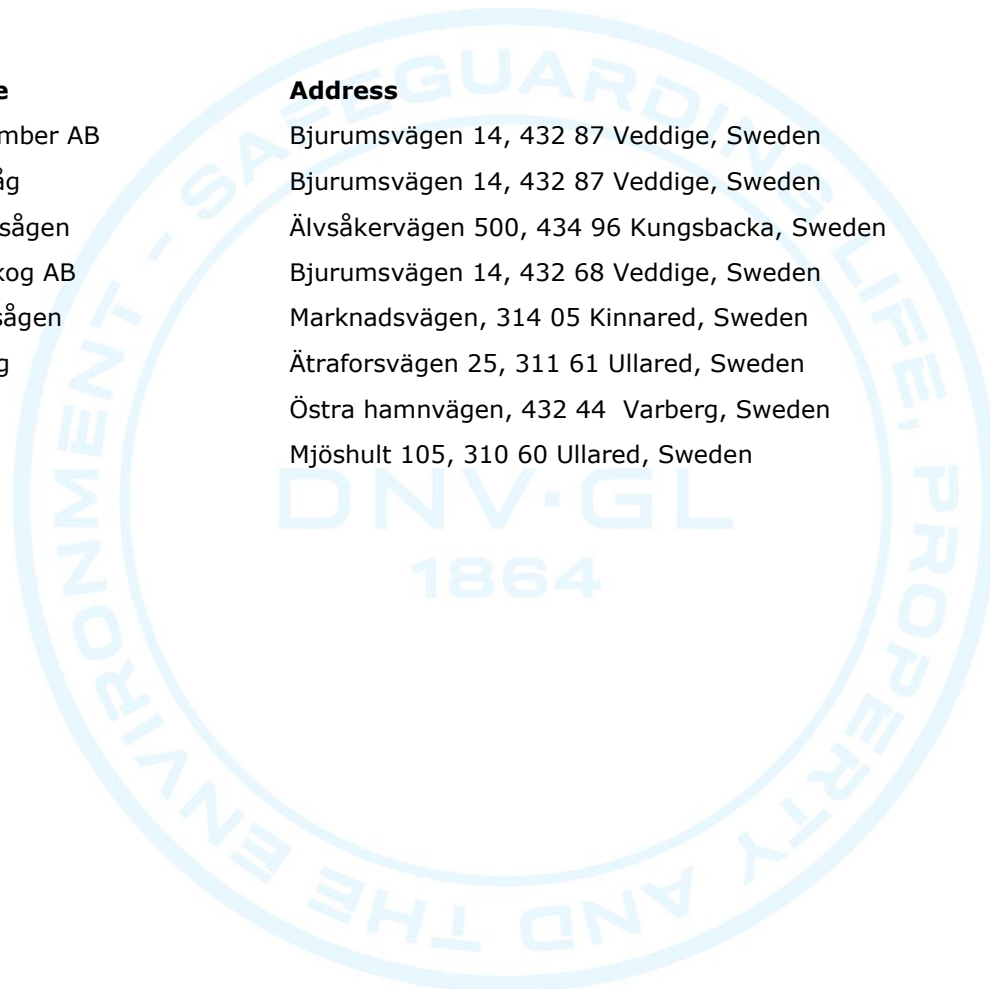 e Address
mber AB Bjurumsvägen 14, 432 87 Veddige, Sweden
åg Bjurumsvägen 14, 432 87 Veddige, Sweden
sågen Älvsåkervägen 500, 434 96 Kungsbacka, Sweden
kog AB Bjurumsvägen 14, 432 68 Veddige, Sweden
sågen Marknadsvägen, 314 05 Kinnared, Sweden
g Ätraforsvägen 25, 311 61 Ullared, Sweden
Östra hamnvägen, 432 44  Varberg, Sweden
Mjöshult 105, 310 60 Ullared, Sweden
SAFEGUARDING LIFE, PROPERTY AND THE ENVIRONMENT -
DNV·GL
1864